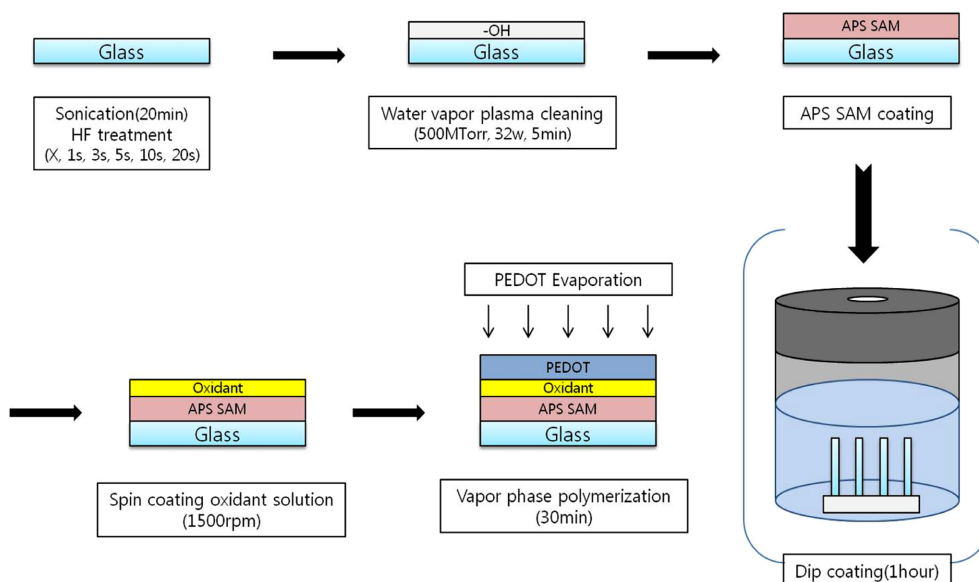 Glass
Sonication(20min)
HF treatment
(X, 1s, 3s, 5s, 10s, 20s)
-OH
Glass
Water vapor plasma cleaning
(500MTorr, 32w, 5min)
APS SAM
Glass
APS SAM coating
Dip coating(1hour)
Oxidant
APS SAM
Glass
Spin coating oxidant solution
(1500rpm)
PEDOT Evaporation
PEDOT
Oxidant
APS SAM
Glass
Vapor phase polymerization
(30min)